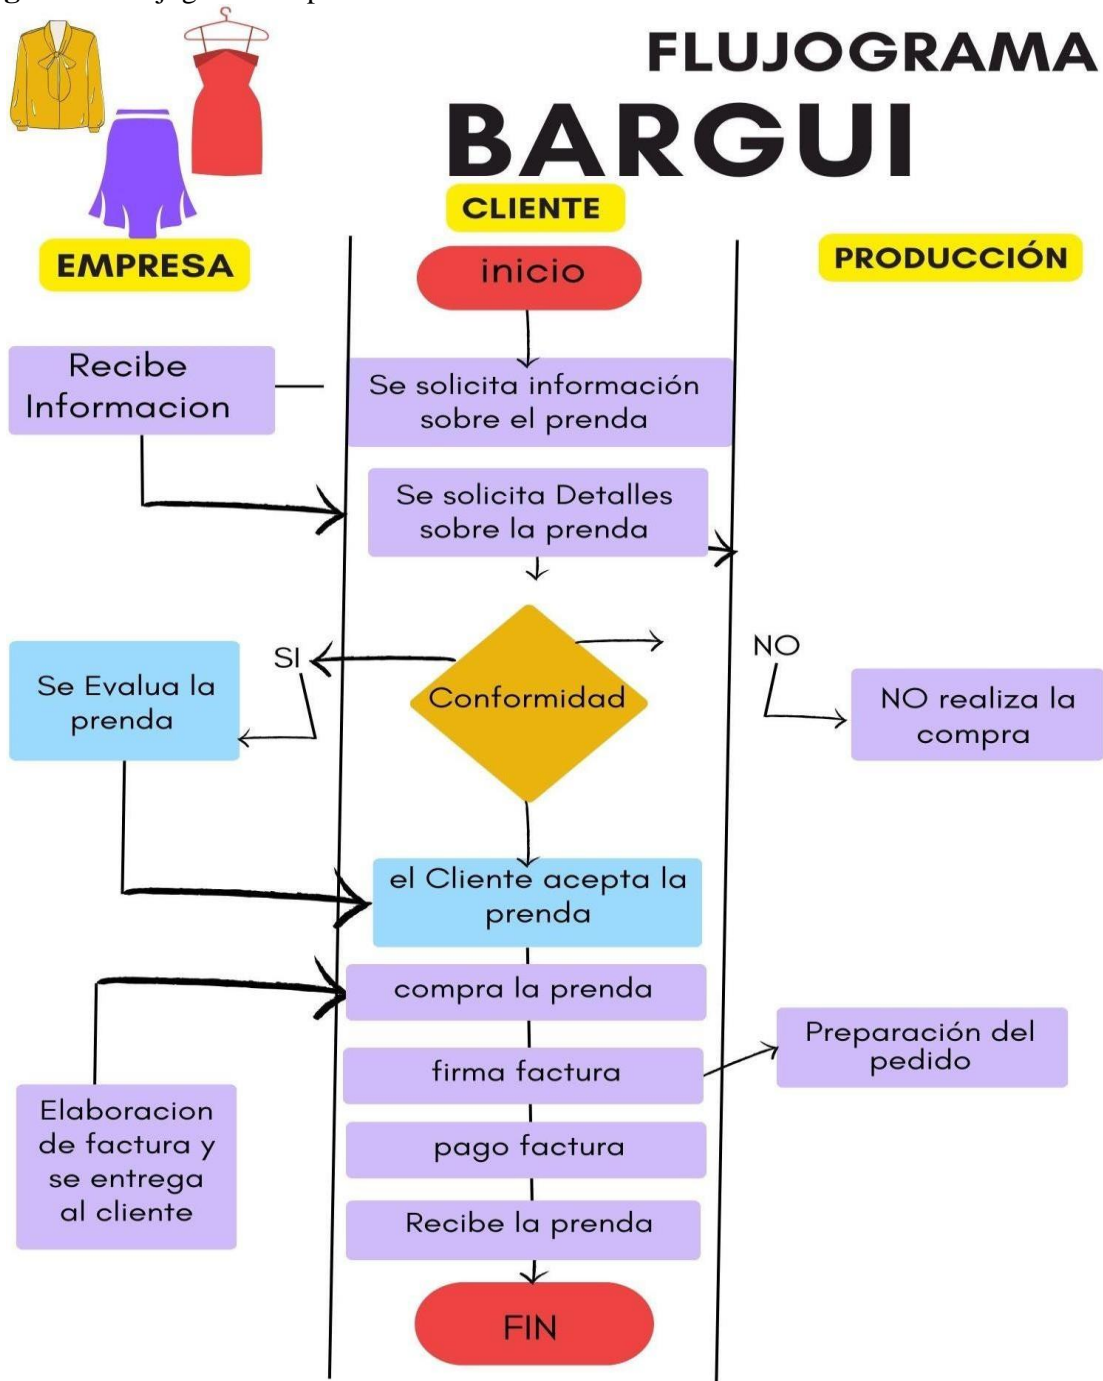 FLUJOGRAMA
BARGUI
CLIENTE
EMPRESA
PRODUCCIÓN
inicio
Recibe
Informacion
Se solicita información
sobre el prenda
Se solicita Detalles
sobre la prenda
SI
NO
Conformidad
Se Evalua la
prenda
NO realiza la
compra
el Cliente acepta la
prenda
compra la prenda
firma factura
Preparación del
pedido
Elaboracion
de factura y
se entrega
al cliente
pago factura
Recibe la prenda
FIN